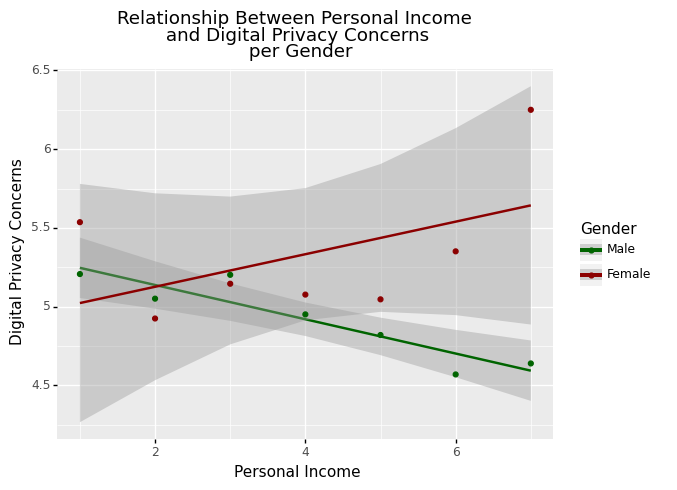 Relationship Between Personal Income
and Digital Privacy Concerns
per Gender
6.5
6
5.5
5
4.5
Digital Privacy Concerns
2
4
6
Personal Income
Gender
Male
Female